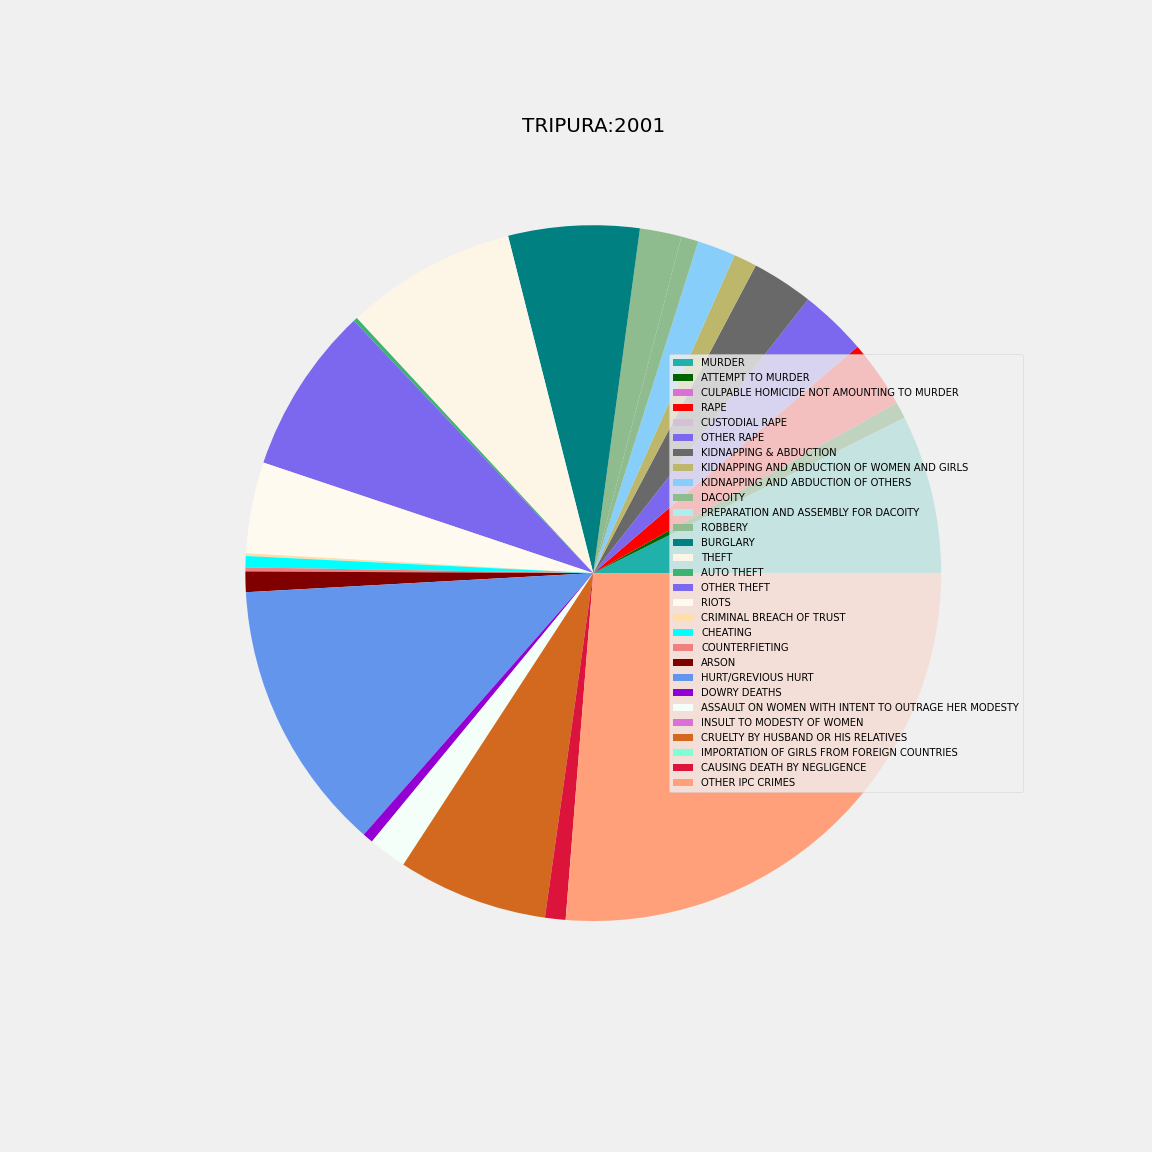 TRIPURA:2001
MURDER
ATTEMPT TO MURDER
CULPABLE HOMICIDE NOT AMOUNTING TO MURDER
RAPE
CUSTODIAL RAPE
OTHER RAPE
KIDNAPPING & ABDUCTION
KIDNAPPING AND ABDUCTION OF WOMEN AND GIRLS
KIDNAPPING AND ABDUCTION OF OTHERS
DACOITY
PREPARATION AND ASSEMBLY FOR DACOITY
ROBBERY
BURGLARY
THEFT
AUTO THEFT
OTHER THEFT
RIOTS
CRIMINAL BREACH OF TRUST
CHEATING
COUNTERFIETING
ARSON
HURT/GREVIOUS HURT
DOWRY DEATHS
ASSAULT ON WOMEN WITH INTENT TO OUTRAGE HER MODESTY
INSULT TO MODESTY OF WOMEN
CRUELTY BY HUSBAND OR HIS RELATIVES
IMPORTATION OF GIRLS FROM FOREIGN COUNTRIES
CAUSING DEATH BY NEGLIGENCE
OTHER IPC CRIMES